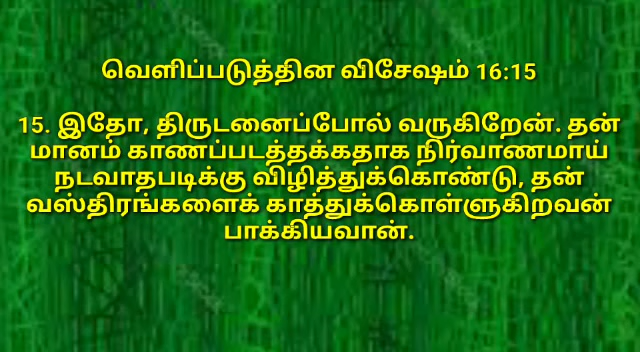 வெளிப்படுத்தின விசேஷம் 16:15
15. இதோ, திருடனைப்போல் வருகிறேன். தன்
மானம் காணப்படத்தக்கதாக நிர்வாணமாய்
நடவாதபடிக்கு விழித்துக்கொண்டு, தன்
வஸ்திரங்களைக் காத்துக்கொள்ளுகிறவன்
பாக்கியவான்.